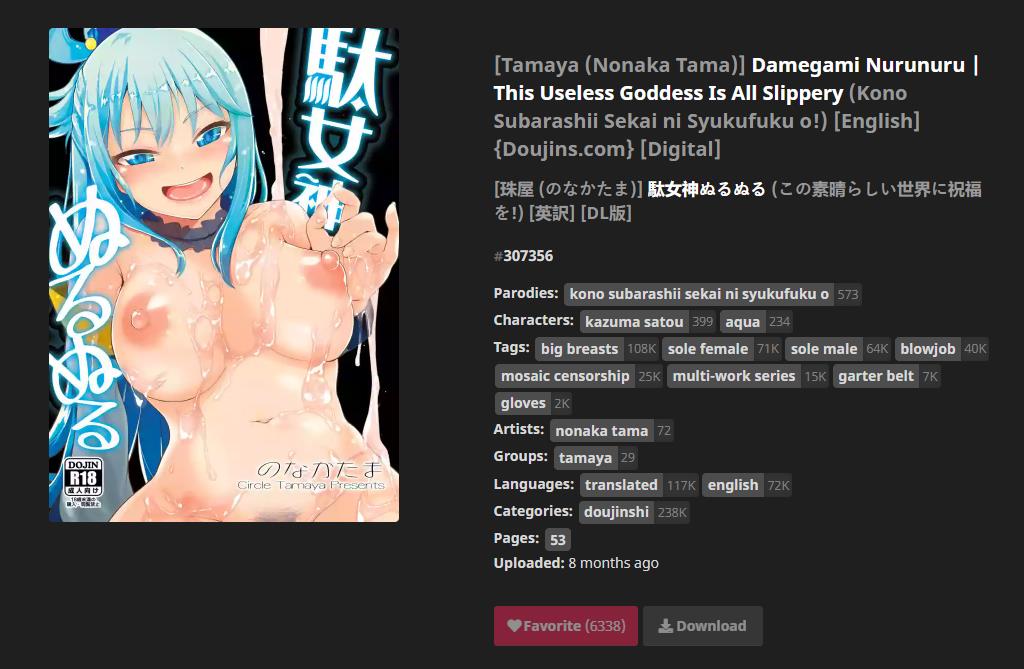 駄女神
ぬるぬる
DOJIN
R18
成人向け
のなかたま
Circle Tamaya Presents
[Tamaya (Nonaka Tama)] Damegami Nurunuru |
This Useless Goddess Is All Slippery (Kono
Subarashii Sekai ni Syukufuku o!) [English]
{Doujins.com} [Digital]
[珠屋 (のなかたま)] 駄女神ぬるぬる (この素晴らしい世界に祝福
を!) [英訳] [DL版]
#307356
Parodies: kono subarashii sekai ni syukufuku o 573
Characters: kazuma satou 399 aqua 234
Tags: big breasts 108K sole female 71K sole male 64K blowjob 40K
mosaic censorship 25K multi-work series 15K garter belt 7K
gloves 2K
Artists: nonaka tama 72
Groups: tamaya 29
Languages: translated 117K english 72K
Categories: doujinshi 238K
Pages: 53
Uploaded: 8 months ago
Favorite (6338) Download